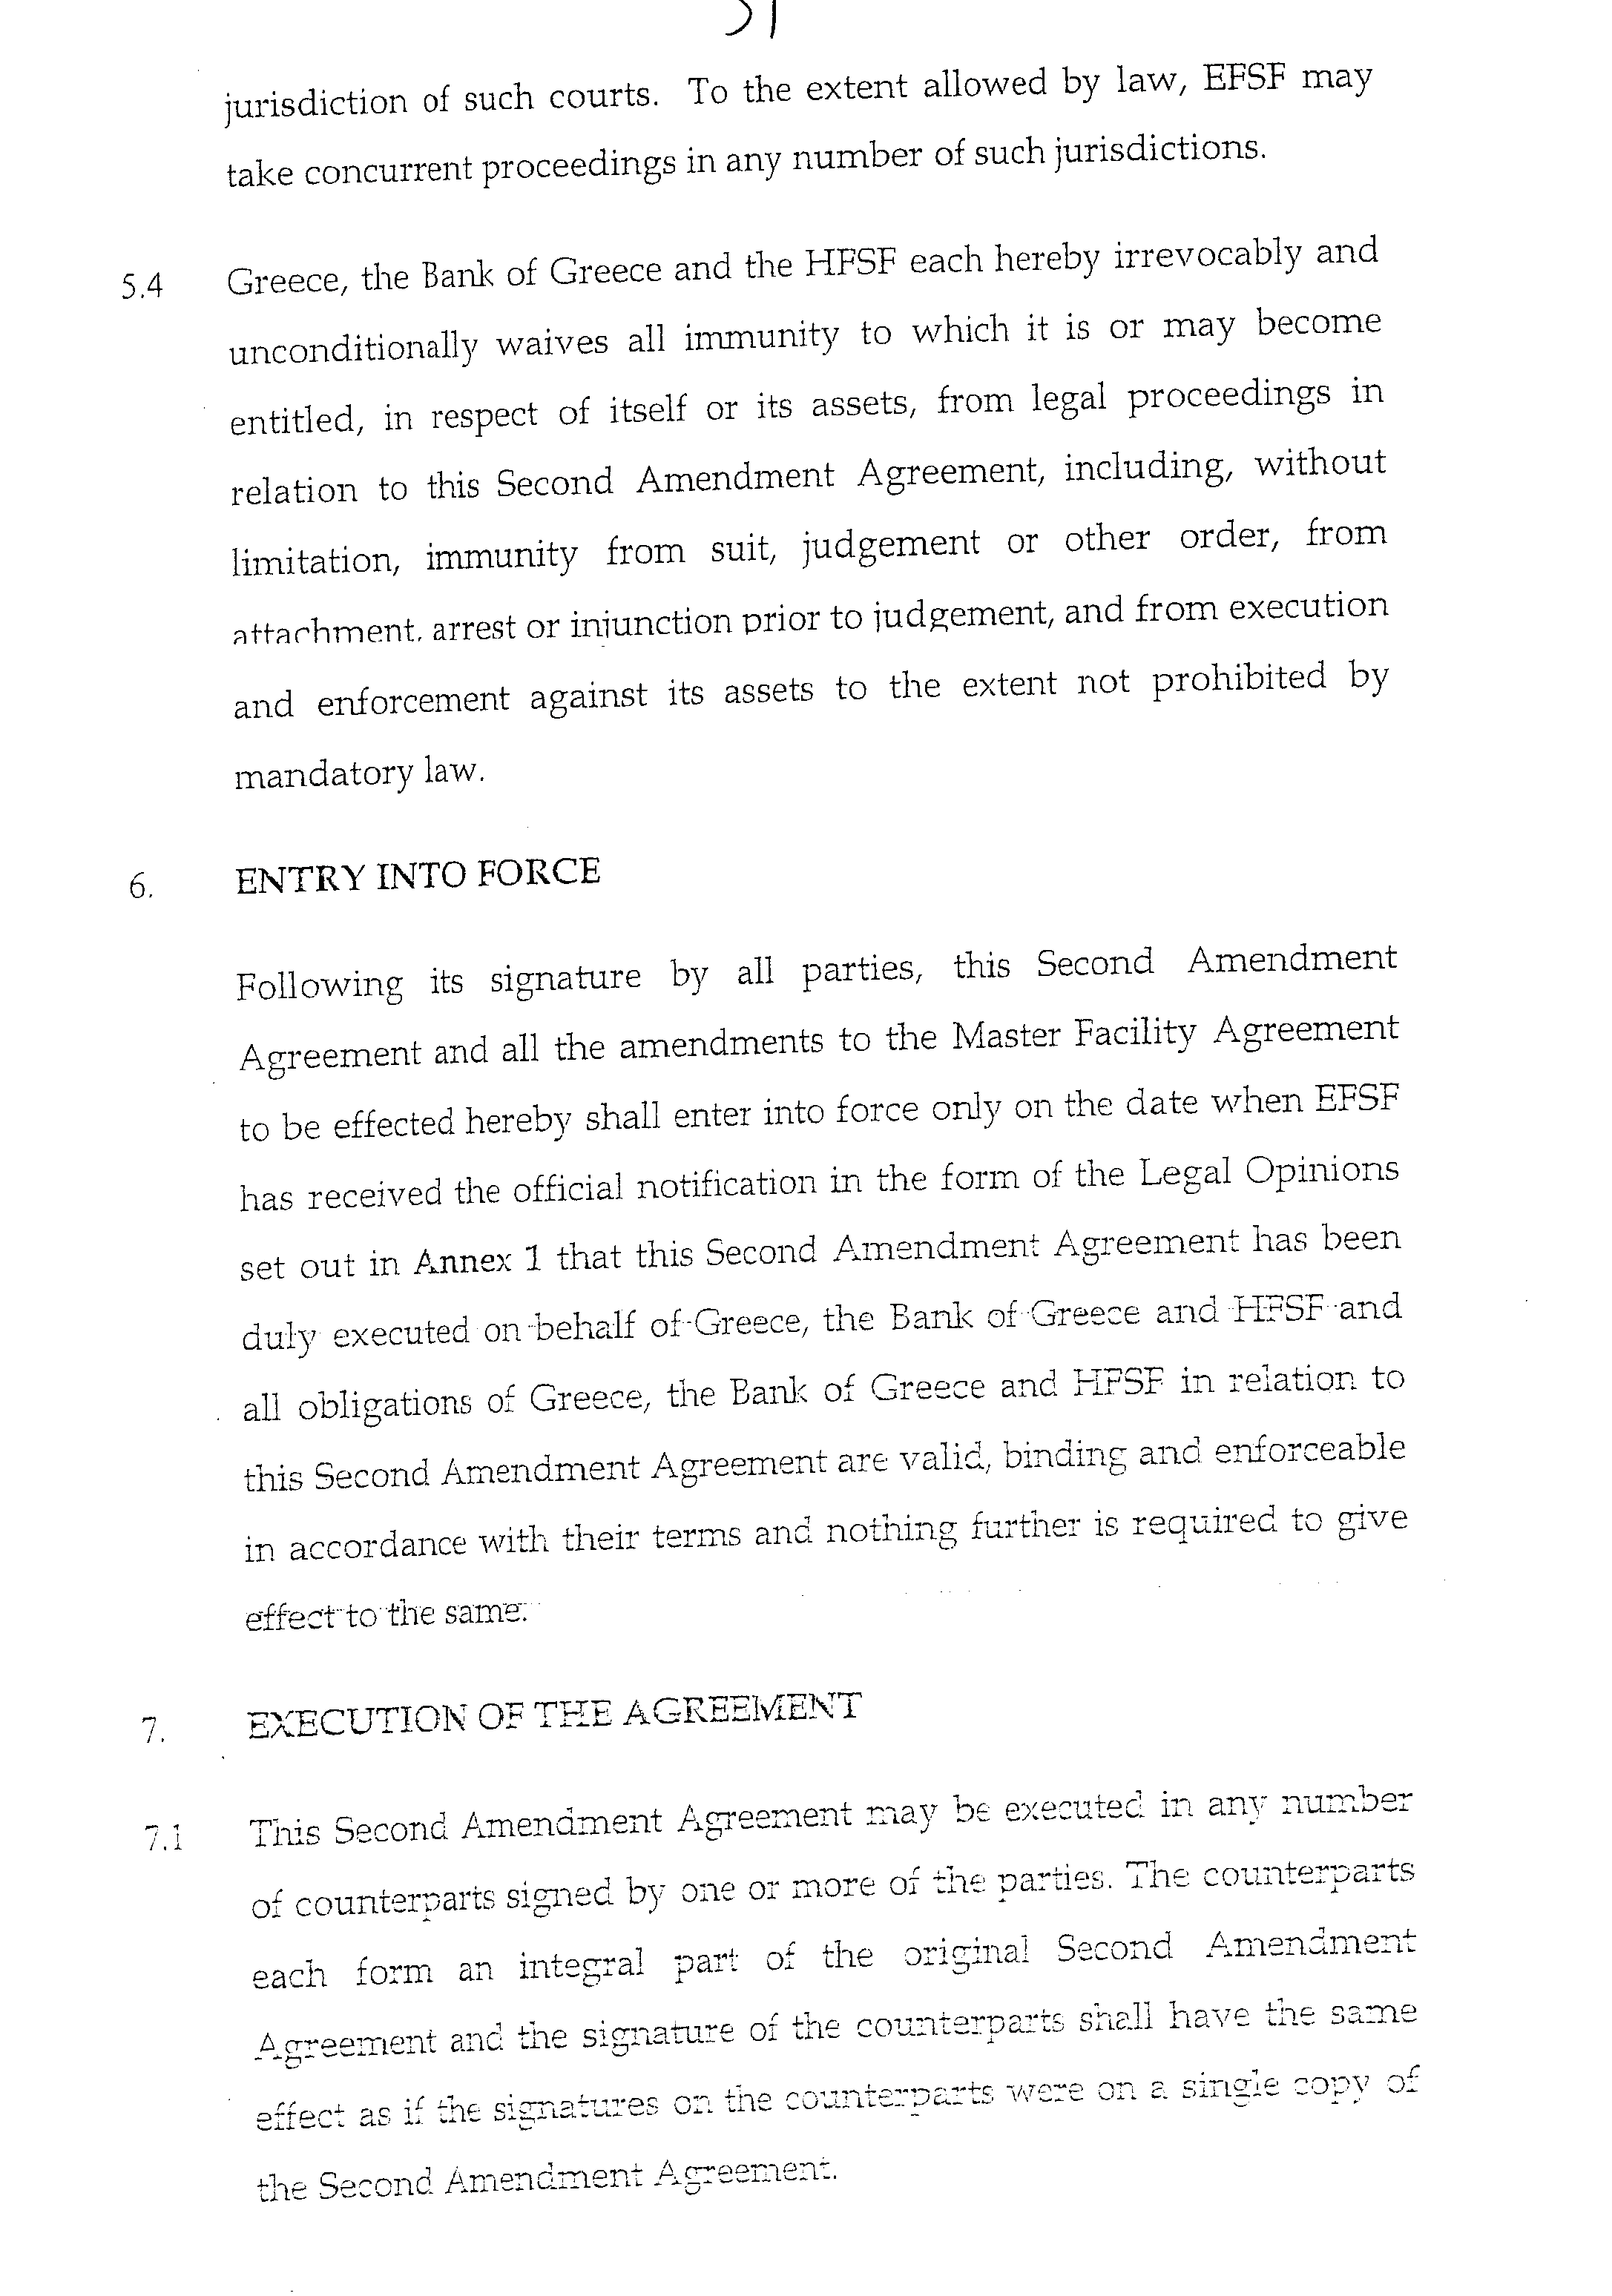 jurisdiction of such courts. To the extent allowed by law, EFSF may
take concurrent proceedings in any number of such jurisdictions.
5.4 Greece, the Bank of Greece and the HFSF each hereby irrevocably and
unconditionally waives all immunity to which it is or may become
entitled, in respect of itself or its assets, from legal proceedings in
relation to this Second Amendment Agreement, including, without
limitation, immunity from suit, judgement or other order, from
attachment, arrest or injunction prior to judgement, and from execution
and enforcement against its assets to the extent not prohibited by
mandatory law.
6. ENTRY INTO FORCE
Following its signature by all parties, this Second Amendment
Agreement and all the amendments to the Master Facility Agreement
to be effected hereby shall enter into force only on the date when EFSF
has received the official notification in the form of the Legal Opinions
set out in Annex 1 that this Second Amendment Agreement has been
duly executed on behalf of Greece, the Bank of Greece and HFSF and
all obligations of Greece, the Bank of Greece and HFSF in relation to
this Second Amendment Agreement are valid, binding and enforceable
in accordance with their terms and nothing further is required to give
effect to the same.
7. EXECUTION OF THE AGREEMENT
7.1 This Second Amendment Agreement may be executed in any number
of counterparts signed by one or more of the parties. The counterparts
each form an integral part of the original Second Amendment
Agreement and the signature of the counterparts shall have the same
effect as if the signatures on the counterparts were on a single copy of
the Second Amendment Agreement.